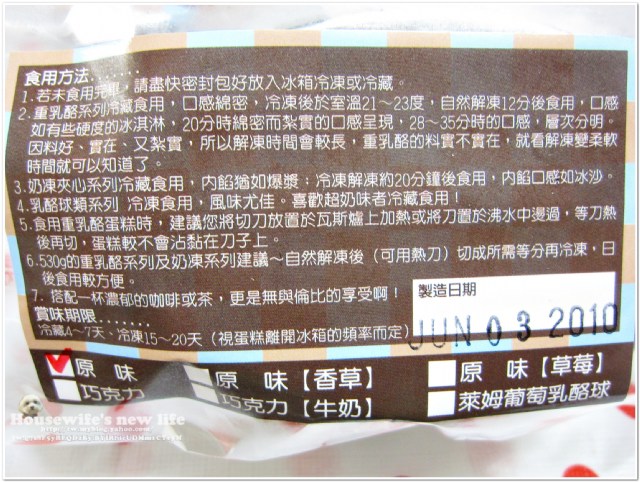 食用方法.......
1.若未食用完畢,請盡快密封包好放入冰箱冷凍或冷藏。
2.重乳酪系列冷藏食用,口感綿密,冷凍後於室溫21~23度,自然解凍12分後食用,口感
如有些硬度的冰淇淋,20分時綿密而紮實的口感呈現,28~35分時的口感,層次分明。
因料好、實在、又紮實,所以解凍時間會較長,重乳酪的料實不實在,就看解凍變柔軟
時間就可以知道了。
3.奶凍夾心系列冷藏食用,內餡猶如爆漿;冷凍解凍約20分鐘後食用,內餡口感如冰沙。
4.乳酪球類系列 冷凍食用,風味尤佳。喜歡超奶味者冷藏食用!
5.食用重乳酪蛋糕時,建議您將切刀放置於瓦斯爐上加熱或將刀置於沸水中燙過,等刀熱
後再切,蛋糕較不會沾黏在刀子上。
6.530g的重乳酪系列及奶凍系列建議~自然解凍後(可用熱刀)切成所需等分再冷凍,日
後食用較方便。
7. 搭配一杯濃郁的咖啡或茶,更是無與倫比的享受啊!
賞味期限.......
冷藏4~7天、冷凍15~20天(視蛋糕離開冰箱的頻率而定)
製造日期
JUN 03 2010
原 味 原 味【香草】 原 味【草莓】
巧克力 巧克力【牛奶】 萊姆葡萄乳酪球
Housewife's new life